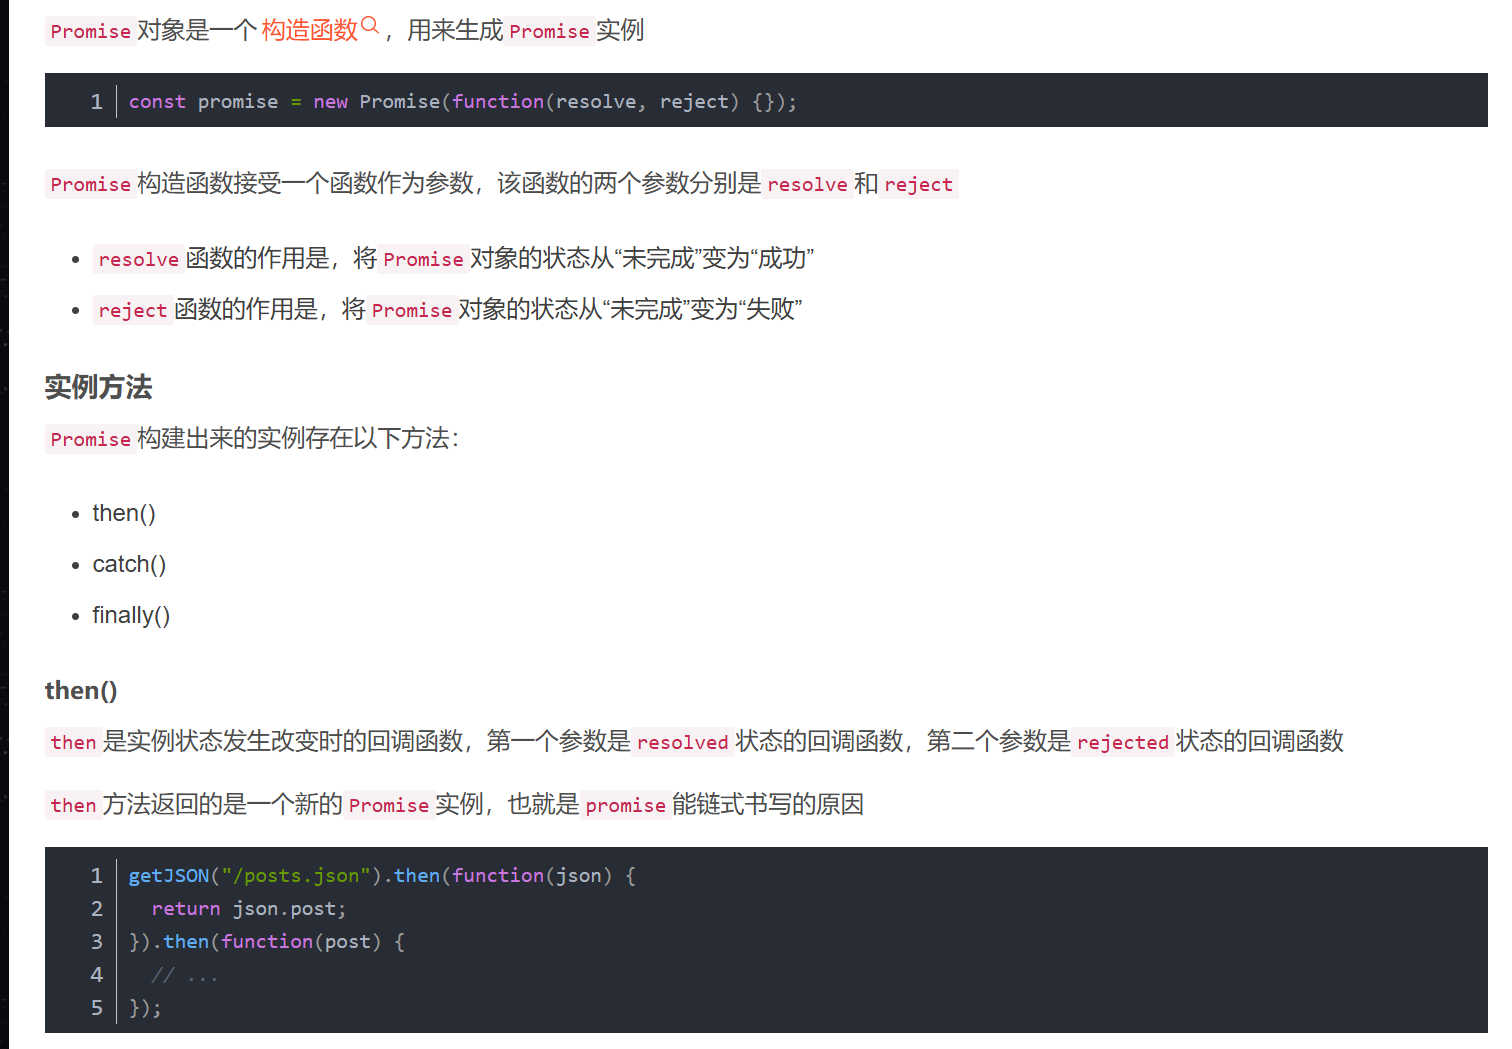 Promise对象是一个 构造函数，用来生成 Promise 实例
1 const promise = new Promise(function(resolve, reject) {});
Promise 构造函数接受一个函数作为参数，该函数的两个参数分别是 resolve 和 reject
• resolve 函数的作用是，将 Promise 对象的状态从“未完成”变为“成功”
• reject 函数的作用是，将 Promise 对象的状态从“未完成”变为“失败”
实例方法
Promise 构建出来的实例存在以下方法：
• then()
• catch()
• finally()
then()
then 是实例状态发生改变时的回调函数，第一个参数是 resolved 状态的回调函数，第二个参数是 rejected 状态的回调函数
then 方法返回的是一个新的 Promise 实例，也就是 promise 能链式书写的原因
1 getJSON("/posts.json").then(function(json) {
2   return json.post;
3 }).then(function(post) {
4   // ...
5 });